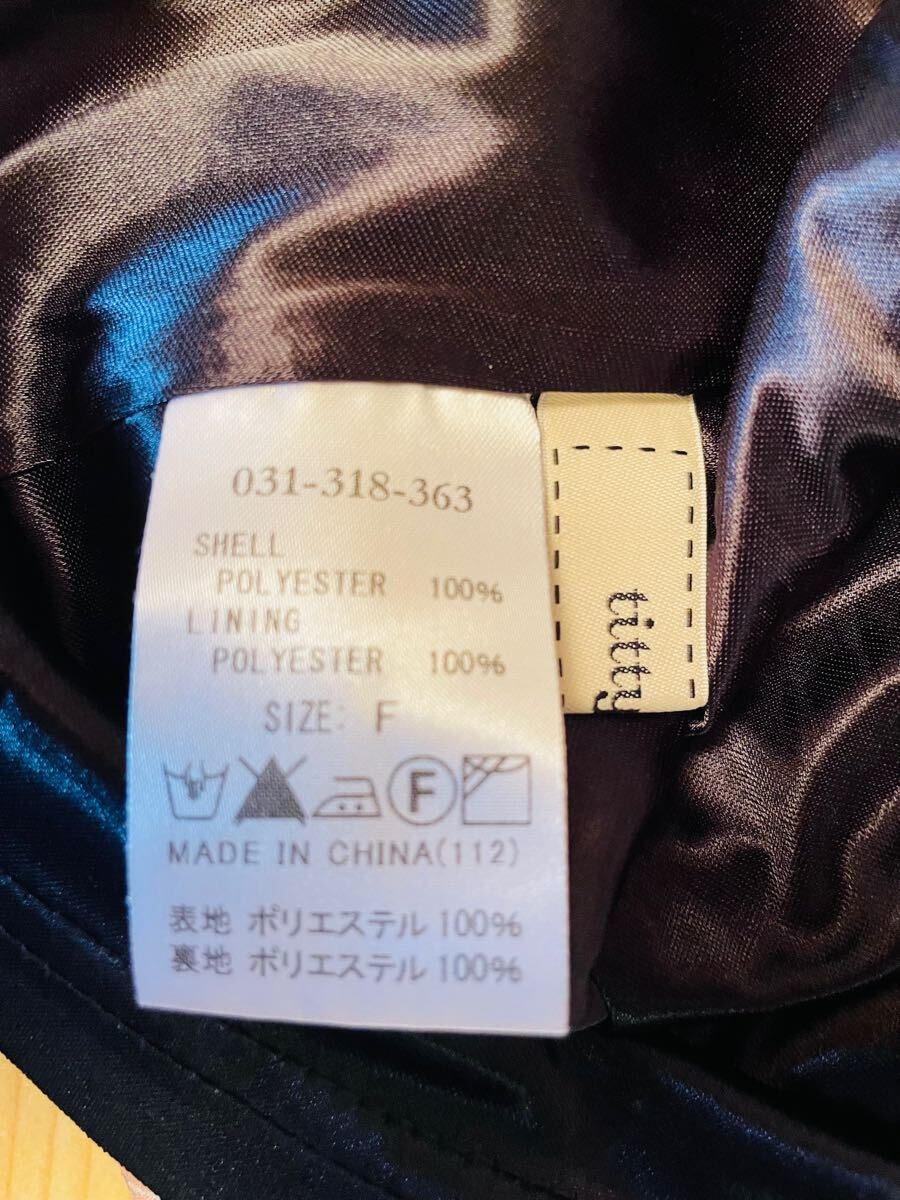 031-318-363
SHELL
POLYESTER 100%
LINING
POLYESTER 100%
SIZE: F
F
MADE IN CHINA(112)
表地 ポリエステル 100%
裏地 ポリエステル 100%
titty